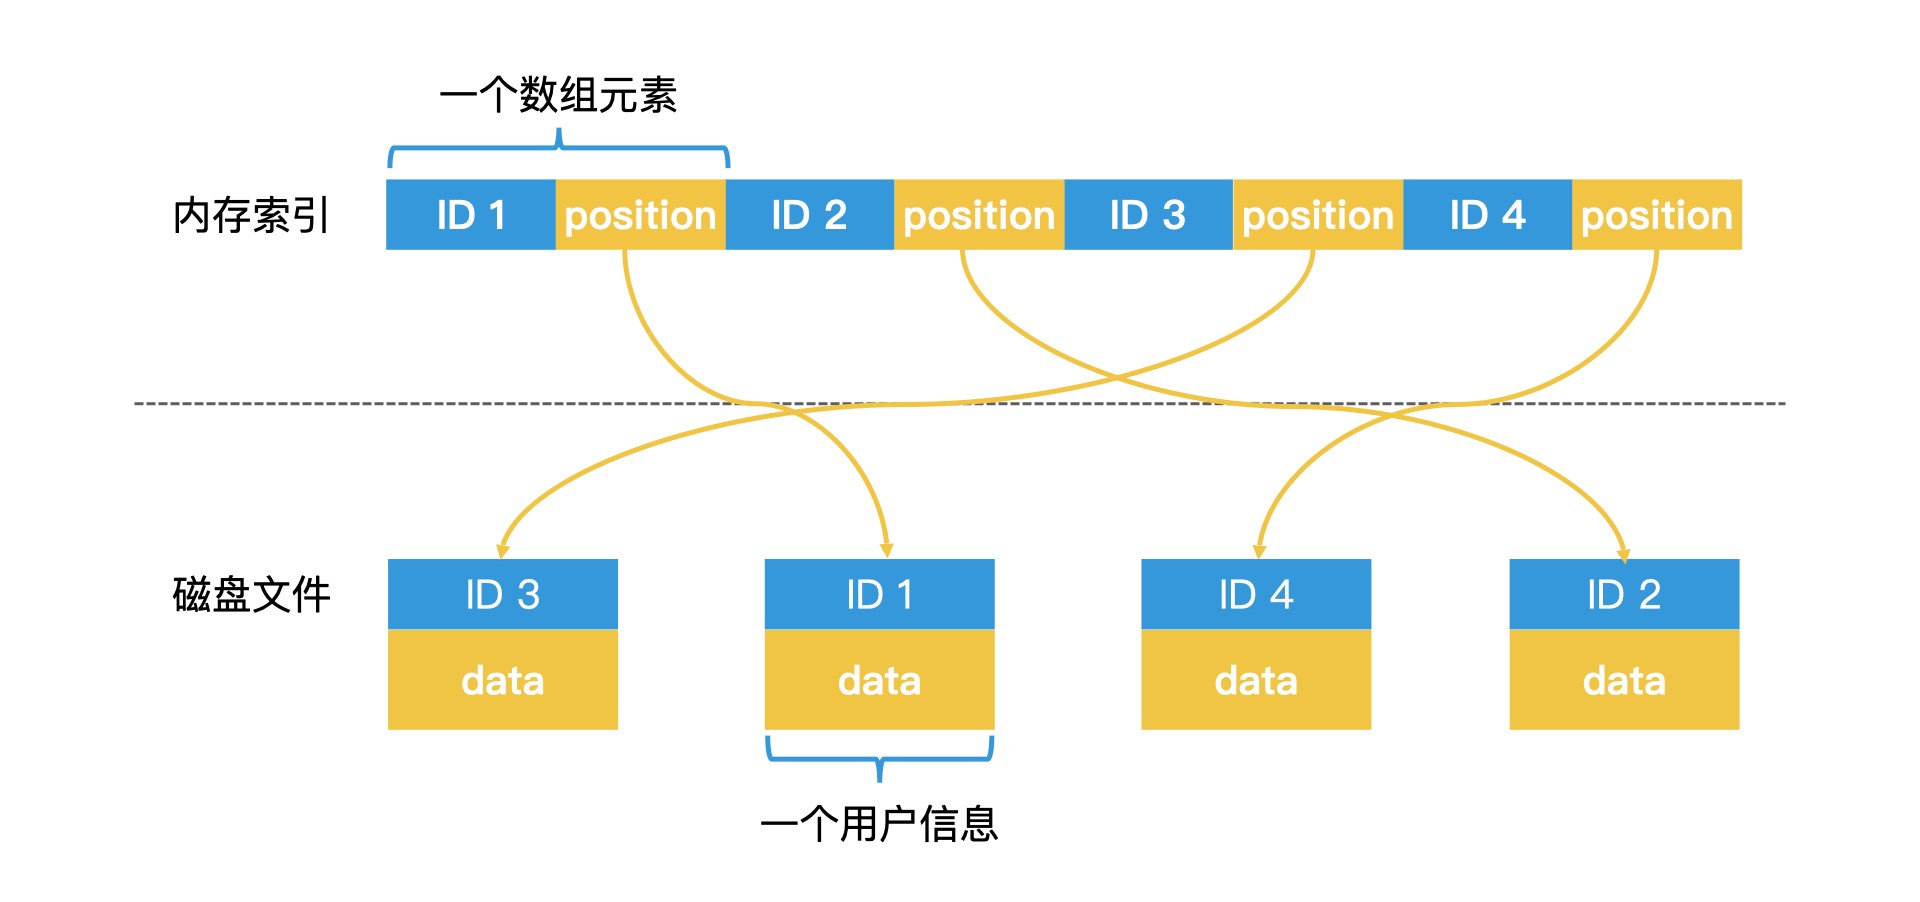 一个数组元素
内存索引 ID 1 position ID 2 position ID 3 position ID 4 position
磁盘文件 ID 3 ID 1 ID 4 ID 2
data data data data
一个用户信息